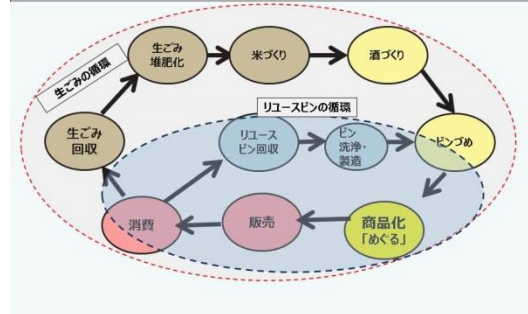 生ごみの循環
生ごみ
堆肥化
米づくり
酒づくり
リユースビンの循環
生ごみ
回収
リユース
ビン回収
ビン
洗浄・
製造
ビンづめ
消費
販売
商品化
「めぐる」